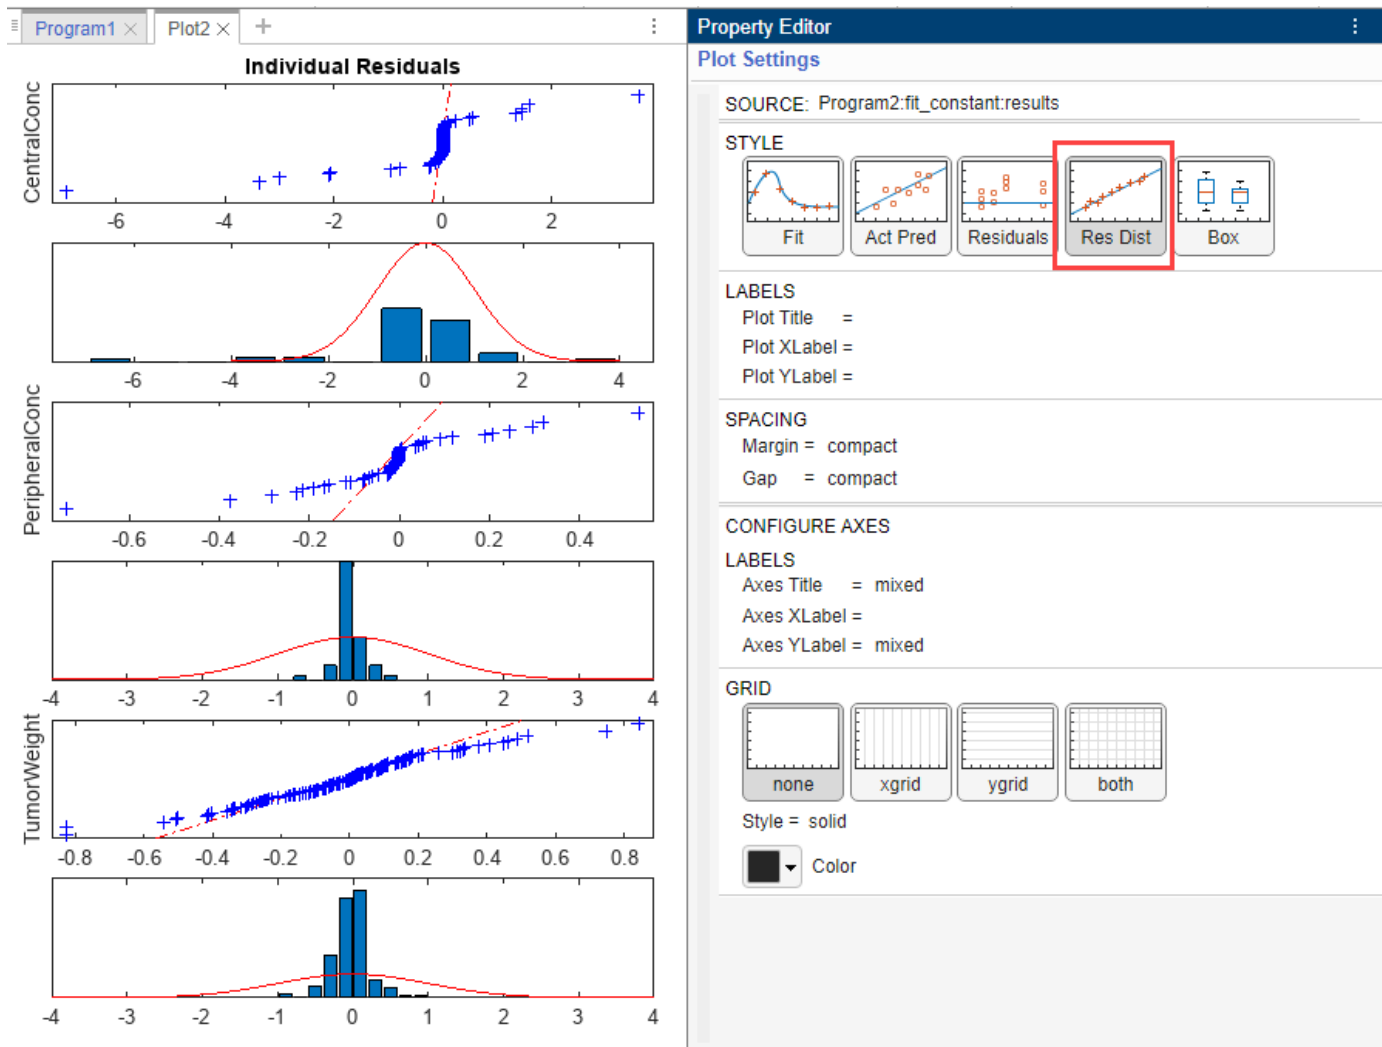 Program1
Plot2
Individual Residuals
CentralConc
-6 -4 -2 0 2
-6 -4 -2 0 2 4
PeripheralConc
-0.6 -0.4 -0.2 0 0.2 0.4
-4 -3 -2 -1 0 1 2 3 4
TumorWeight
-0.8 -0.6 -0.4 -0.2 0 0.2 0.4 0.6 0.8
-4 -3 -2 -1 0 1 2 3 4
Property Editor
Plot Settings
SOURCE: Program2:fit_constant:results
STYLE
Fit Act Pred Residuals Res Dist Box
LABELS
Plot Title =
Plot XLabel =
Plot YLabel =
SPACING
Margin = compact
Gap = compact
CONFIGURE AXES
LABELS
Axes Title = mixed
Axes XLabel =
Axes YLabel = mixed
GRID
none xgrid ygrid both
Style = solid
Color